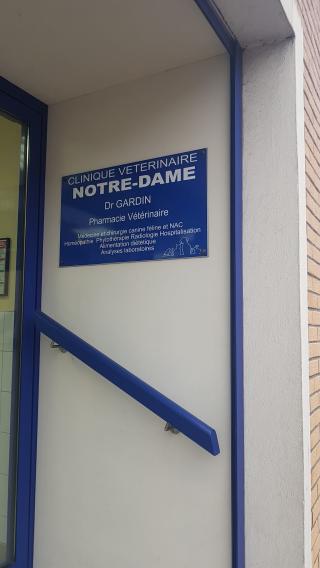 CLINIQUE VETERINAIRE
NOTRE-DAME
Dr GARDIN
Pharmacie Vétérinaire
Médecine et chirurgie canine féline et NAC
Homéopathie Phytothérapie Radiologie Hospitalisation
Alimentation diététique
Analyses laboratoires